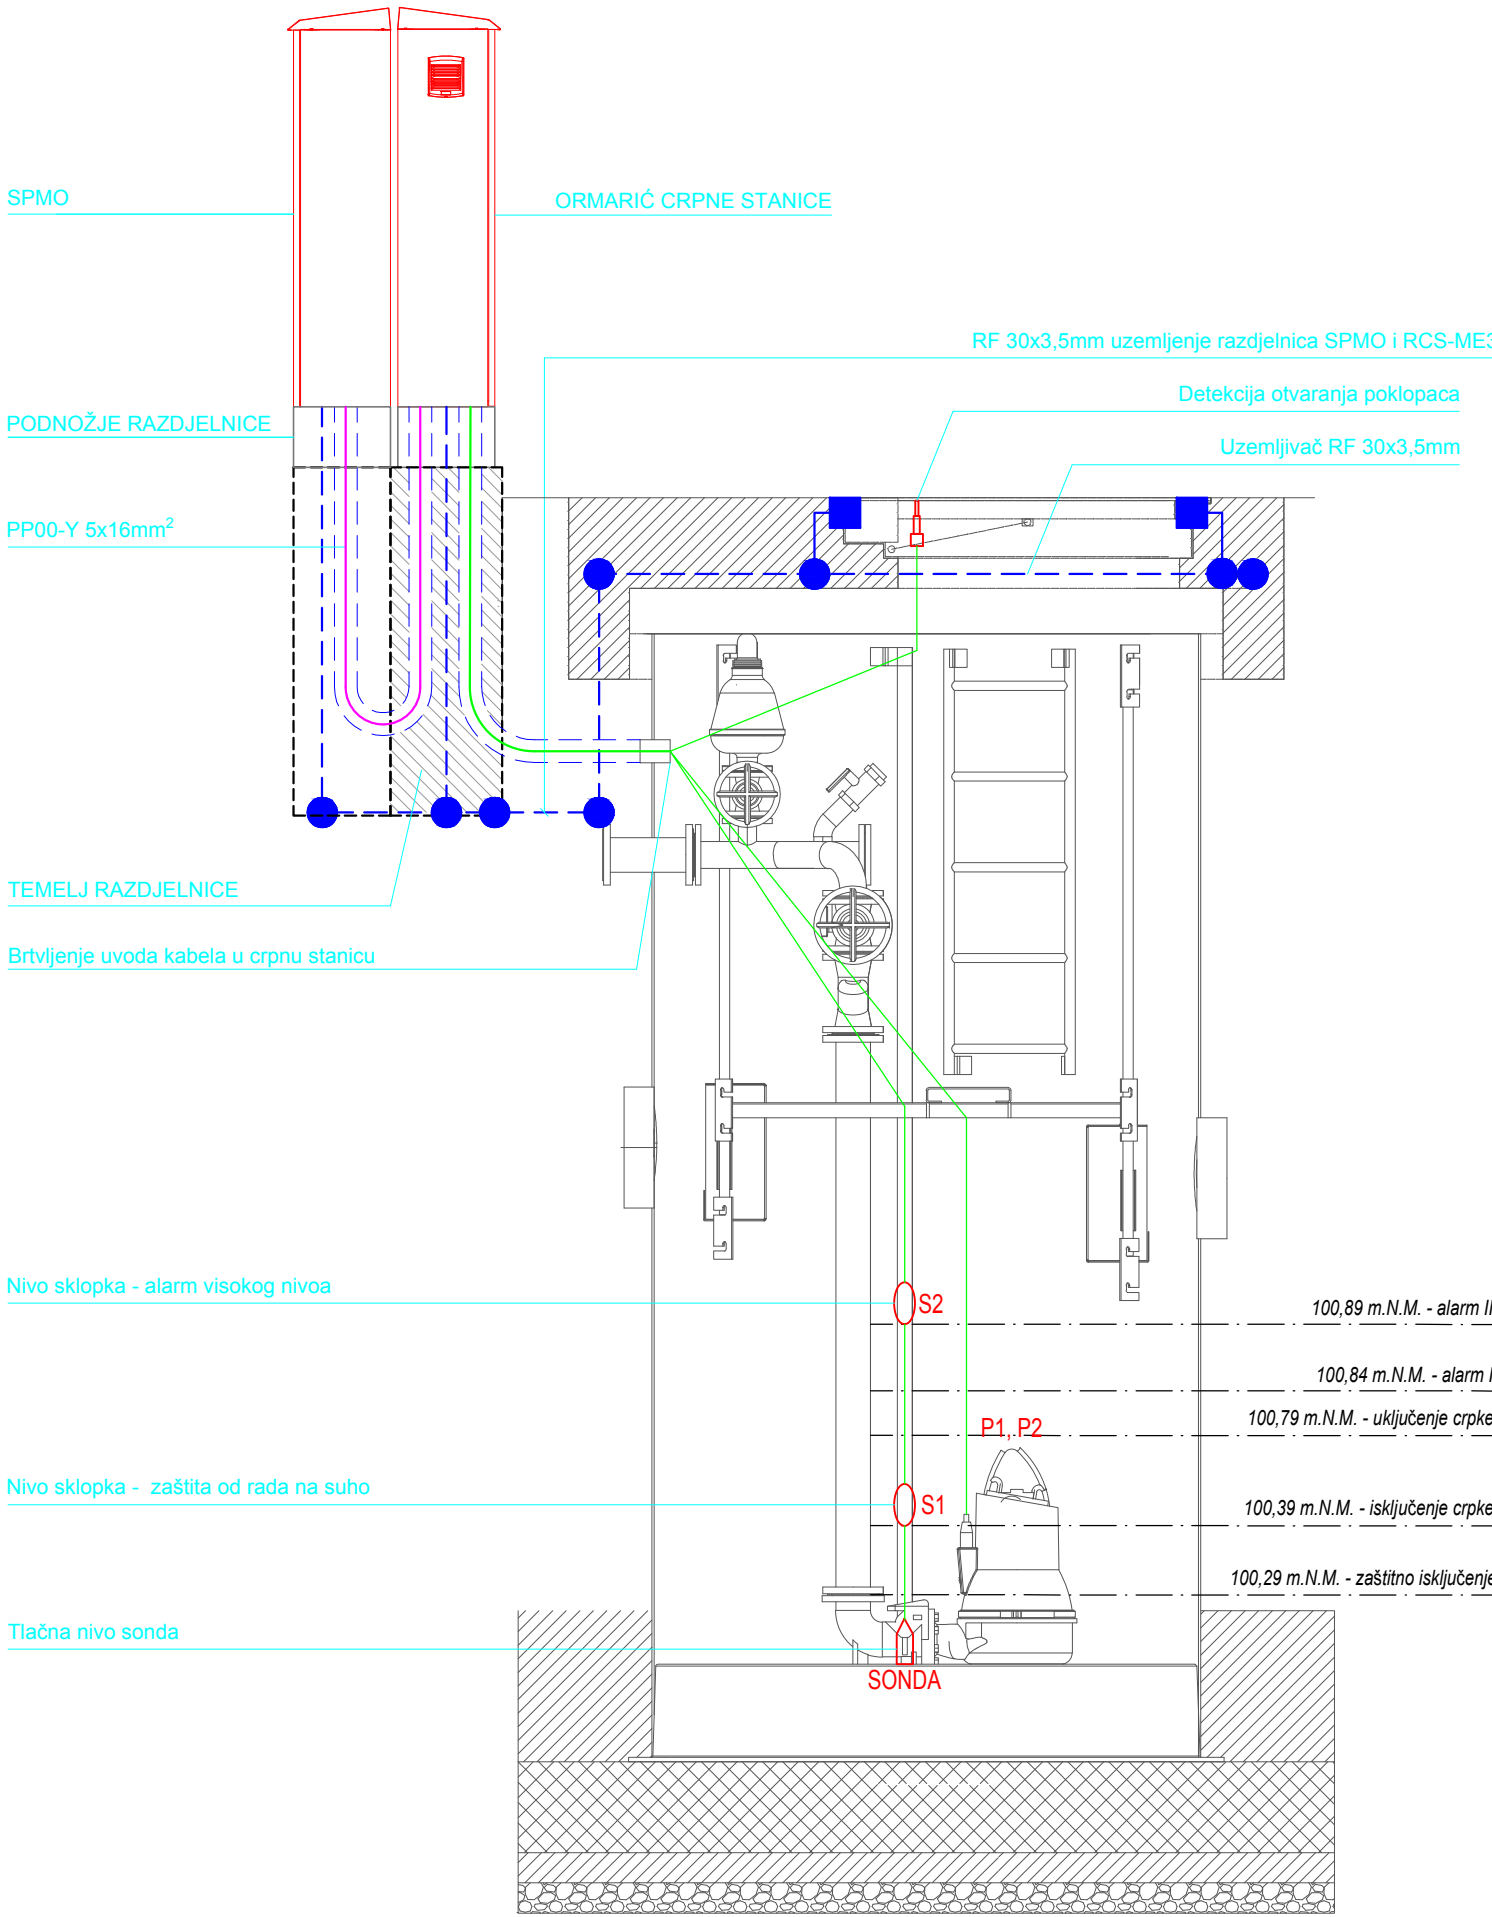 SPMO
ORMARIĆ CRPNE STANICE
RF 30x3,5mm uzemljenje razdjelnica SPMO i RCS-ME3
Detekcija otvaranja poklopaca
PODNOŽJE RAZDJELNICE
Uzemljivač RF 30x3,5mm
PP00-Y 5x16mm²
TEMELJ RAZDJELNICE
Brtvljenje uvoda kabela u crpnu stanicu
Nivo sklopka - alarm visokog nivoa
S2
100,89 m.N.M. - alarm II
100,84 m.N.M. - alarm I
100,79 m.N.M. - uključenje crpke
P1, P2
Nivo sklopka - zaštita od rada na suho
S1
100,39 m.N.M. - isključenje crpke
100,29 m.N.M. - zaštitno isključenje
Tlačna nivo sonda
SONDA